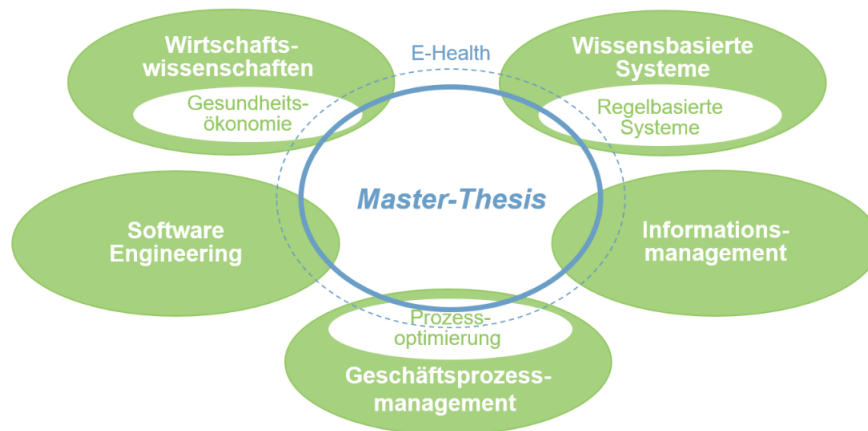 Wirtschafts-
wissenschaften
Gesundheits-
ökonomie
E-Health
Wissensbasierte
Systeme
Regelbasierte
Systeme
Master-Thesis
Software
Engineering
Informations-
management
Prozess-
optimierung
Geschäftsprozess-
management